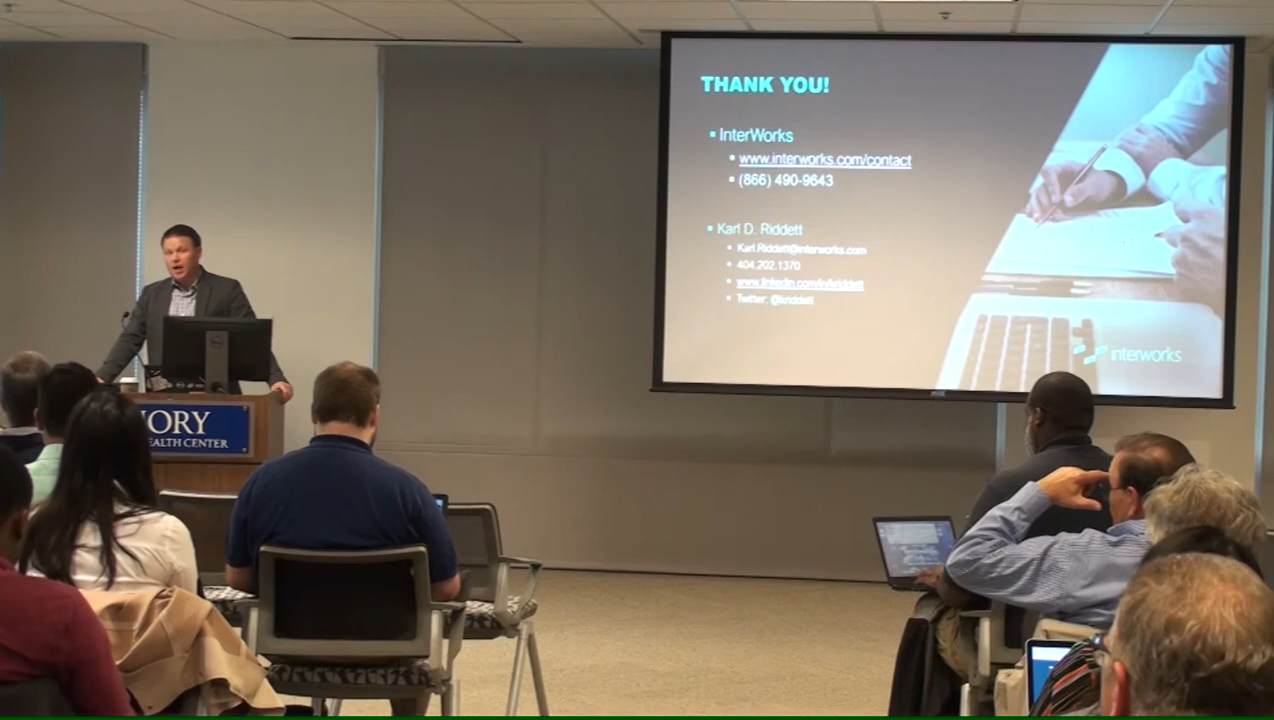 THANK YOU!
InterWorks
www.interworks.com/contact
(866) 490-9643
Karl D. Riddett
Karl.Riddett@interworks.com
404.202.1370
www.linkedin.com/in/kriddett
Twitter: @kriddett
interworks
ORY
EALTH CENTER